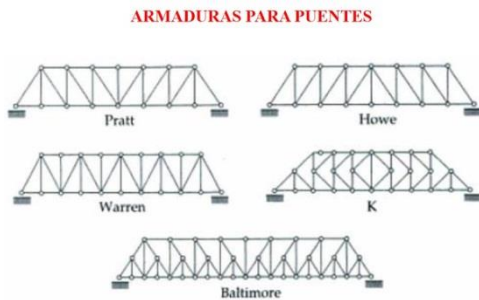 ARMADURAS PARA PUENTES
Pratt
Howe
Warren
K
Baltimore